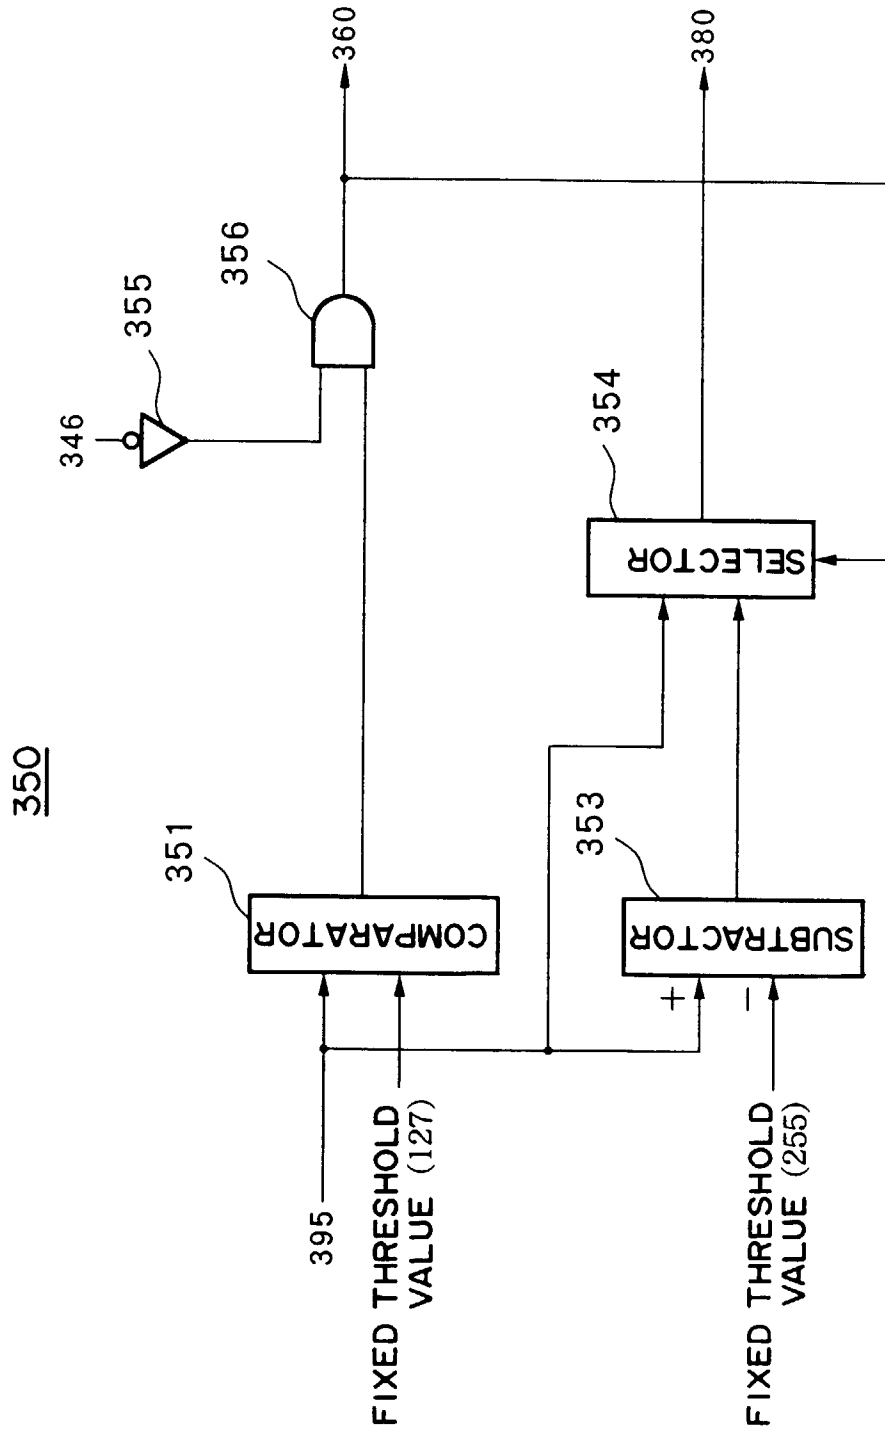 350
346
355
356
360
351
COMPARATOR
395
FIXED THRESHOLD
VALUE (127)
354
SELECTOR
380
353
SUBTRACTOR
+
−
FIXED THRESHOLD
VALUE (255)